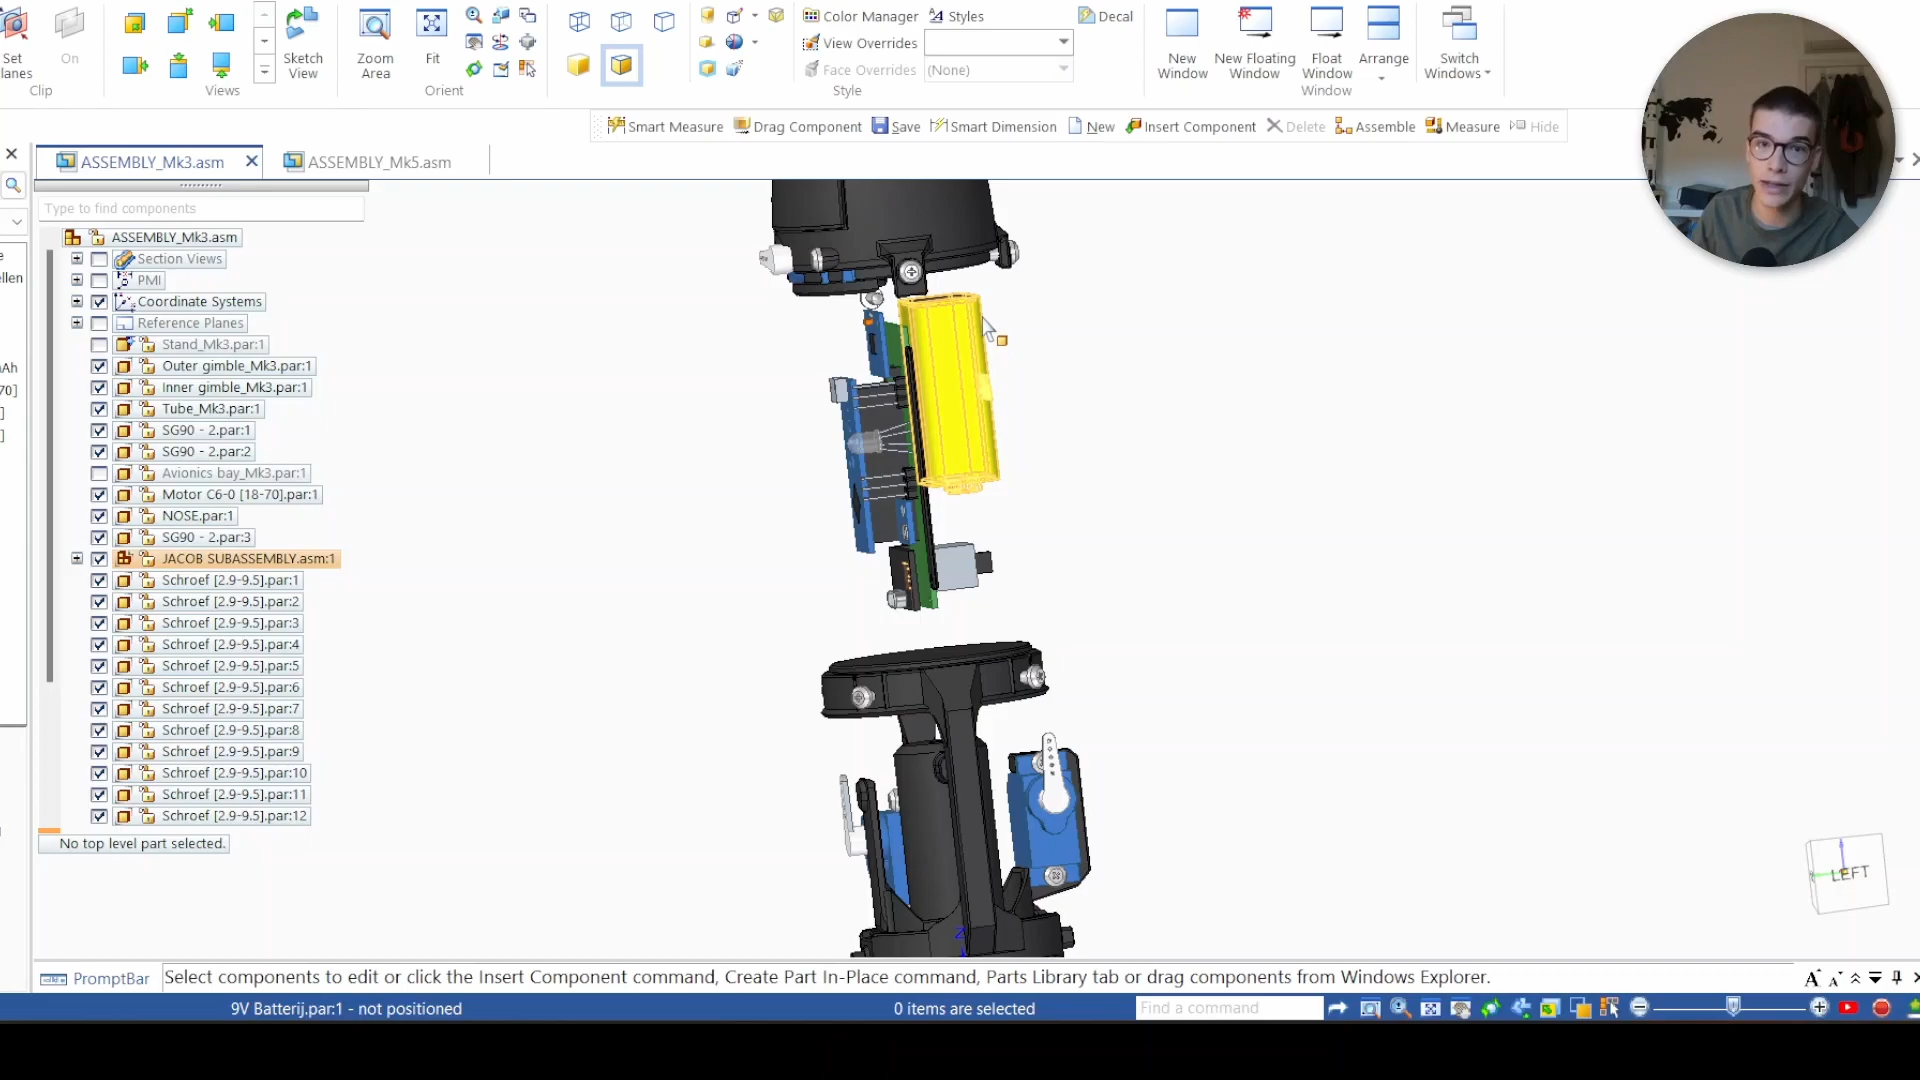 Set
Planes
On
Clip
Views
Sketch
View
Zoom
Area
Fit
Orient
Color Manager
Styles
Decal
View Overrides
Face Overrides
(None)
Style
New
Window
New Floating
Window
Float
Window
Arrange
Switch
Windows
Window
Smart Measure
Drag Component
Save
Smart Dimension
New
Insert Component
Delete
Assemble
Measure
Hide
ASSEMBLY_Mk3.asm
ASSEMBLY_Mk5.asm
Type to find components
ASSEMBLY_Mk3.asm
Section Views
PMI
Coordinate Systems
Reference Planes
Stand_Mk3.par:1
Outer gimble_Mk3.par:1
Inner gimble_Mk3.par:1
Tube_Mk3.par:1
SG90 - 2.par:1
SG90 - 2.par:2
Avionics bay_Mk3.par:1
Motor C6-0 [18-70].par:1
NOSE.par:1
SG90 - 2.par:3
JACOB SUBASSEMBLY.asm:1
Schroef [2.9-9.5].par:1
Schroef [2.9-9.5].par:2
Schroef [2.9-9.5].par:3
Schroef [2.9-9.5].par:4
Schroef [2.9-9.5].par:5
Schroef [2.9-9.5].par:6
Schroef [2.9-9.5].par:7
Schroef [2.9-9.5].par:8
Schroef [2.9-9.5].par:9
Schroef [2.9-9.5].par:10
Schroef [2.9-9.5].par:11
Schroef [2.9-9.5].par:12
No top level part selected.
Z
LEFT
PromptBar
Select components to edit or click the Insert Component command, Create Part In-Place command, Parts Library tab or drag components from Windows Explorer.
9V Batterij.par:1 - not positioned
0 items are selected
Find a command